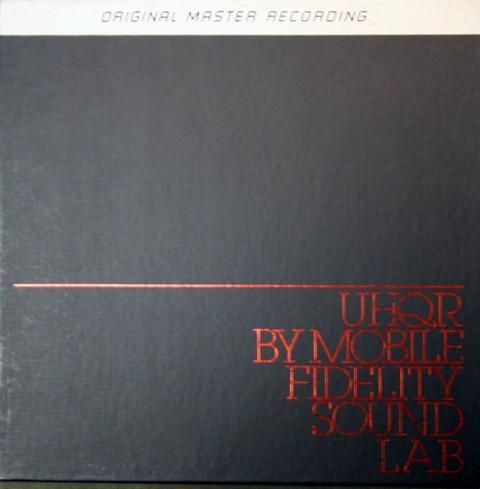 ORIGINAL MASTER RECORDING
UHQR
BY MOBILE
FIDELITY
SOUND
LAB